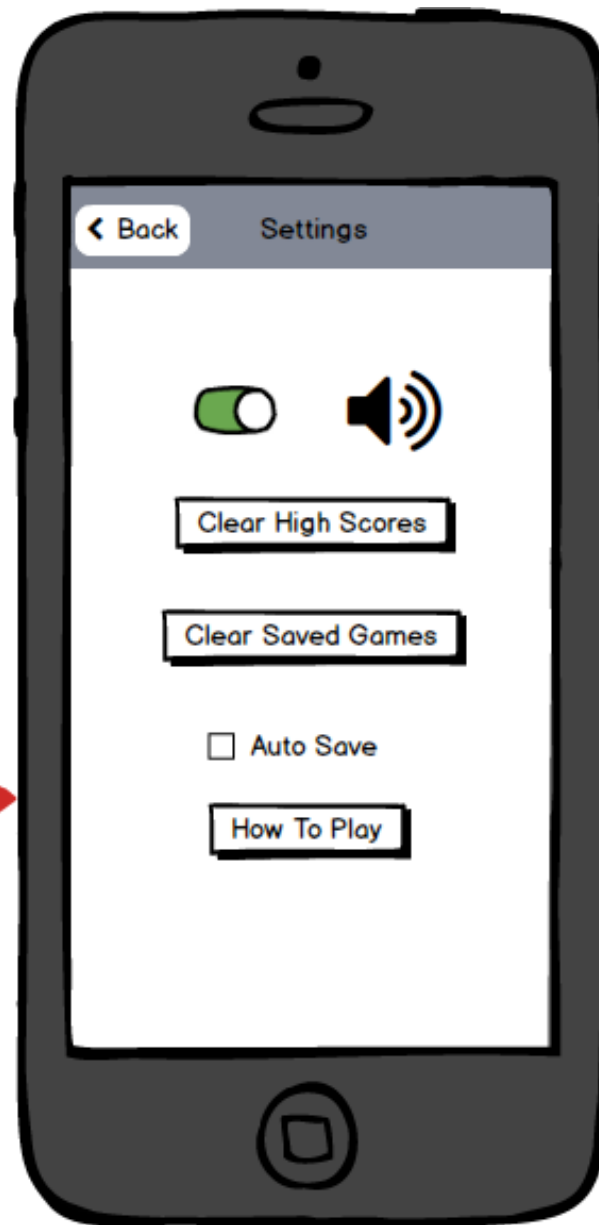 Back Settings
Clear High Scores
Clear Saved Games
Auto Save
How To Play